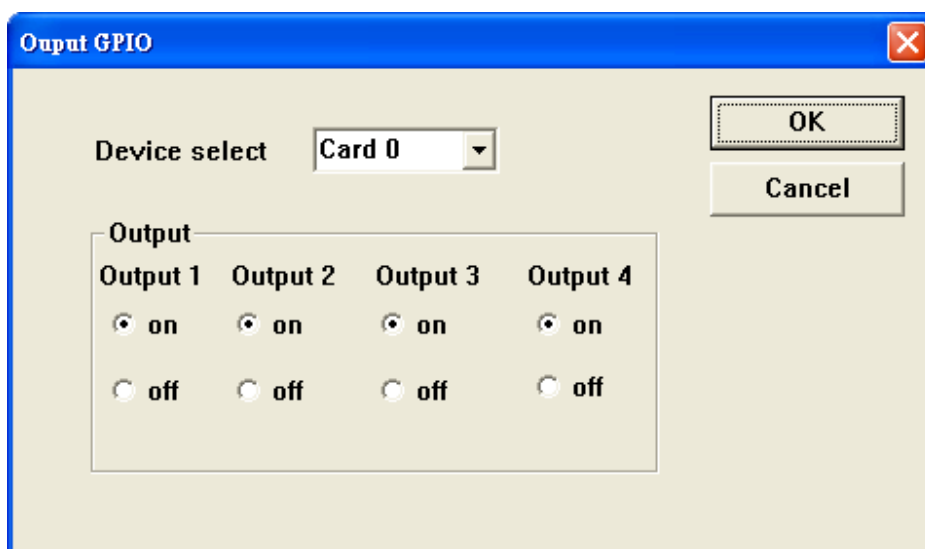 Ouput GPIO
Device select Card 0
OK
Cancel
Output
Output 1 Output 2 Output 3 Output 4
on on on on
off off off off